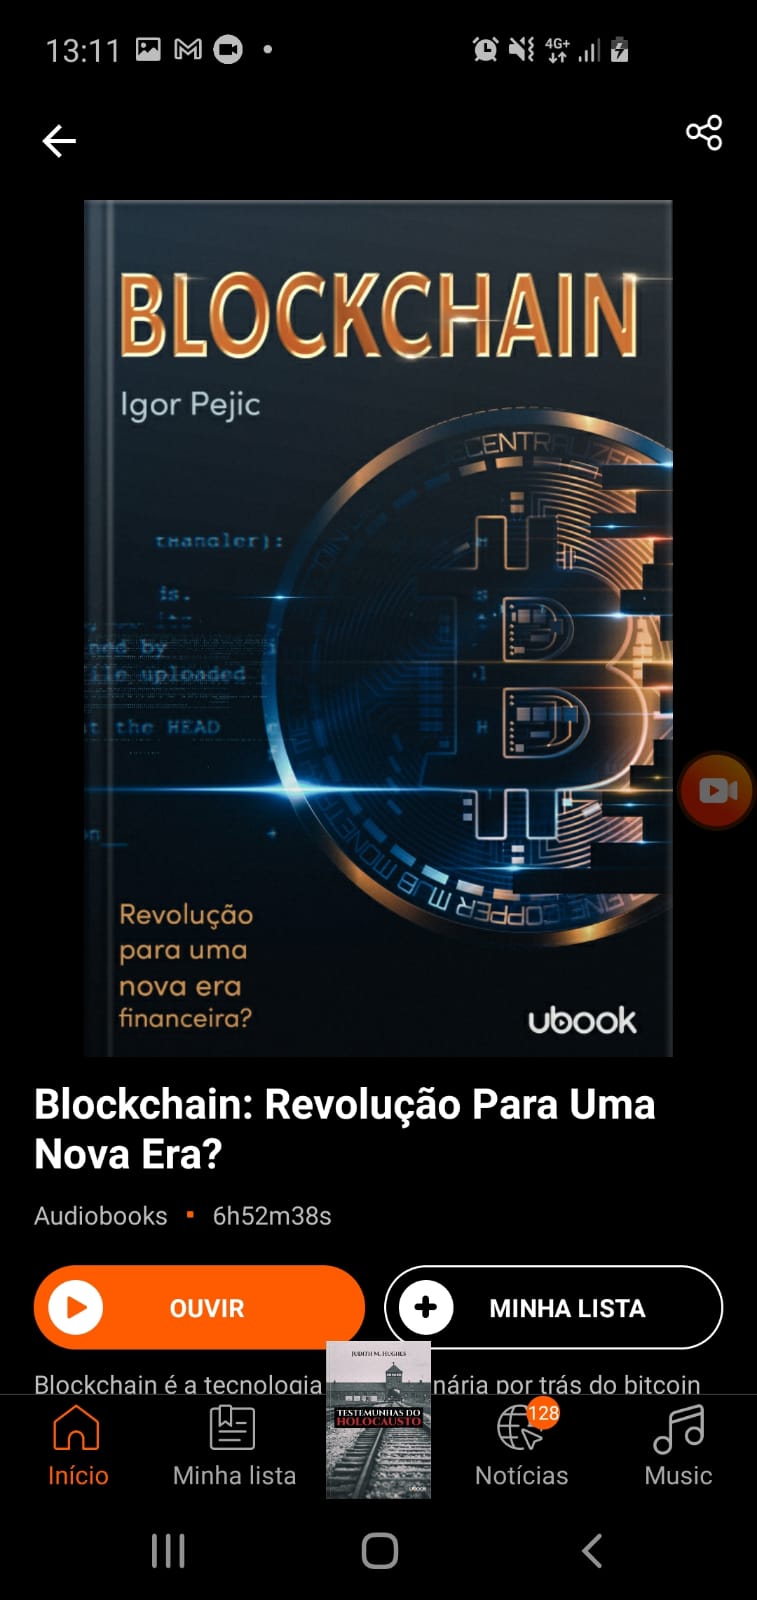 13:11
4G+
BLOCKCHAIN
Igor Pejic
DECENTRALIZED
tHandler):
is.
ned by
ile uploaded
t the HEAD
Revolução
para uma
nova era
financeira?
ubook
Blockchain: Revolução Para Uma
Nova Era?
Audiobooks ▪ 6h52m38s
OUVIR
MINHA LISTA
Blockchain é a tecnologia
nária por trás do bitcoin
JUDITH M. HUGHES
TESTEMUNHAS DO
HOLOCAUSTO
ubook
128
Início
Minha lista
Notícias
Music